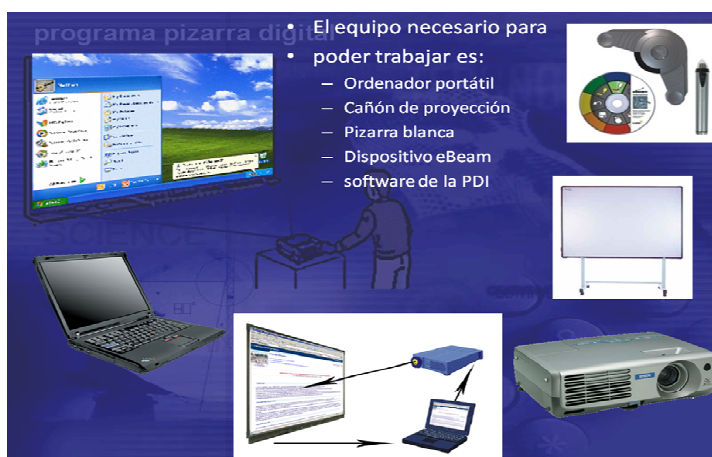 programa pizarra digital
El equipo necesario para
poder trabajar es:
– Ordenador portátil
– Cañón de proyección
– Pizarra blanca
– Dispositivo eBeam
– software de la PDI
SCIENCE
EPSON